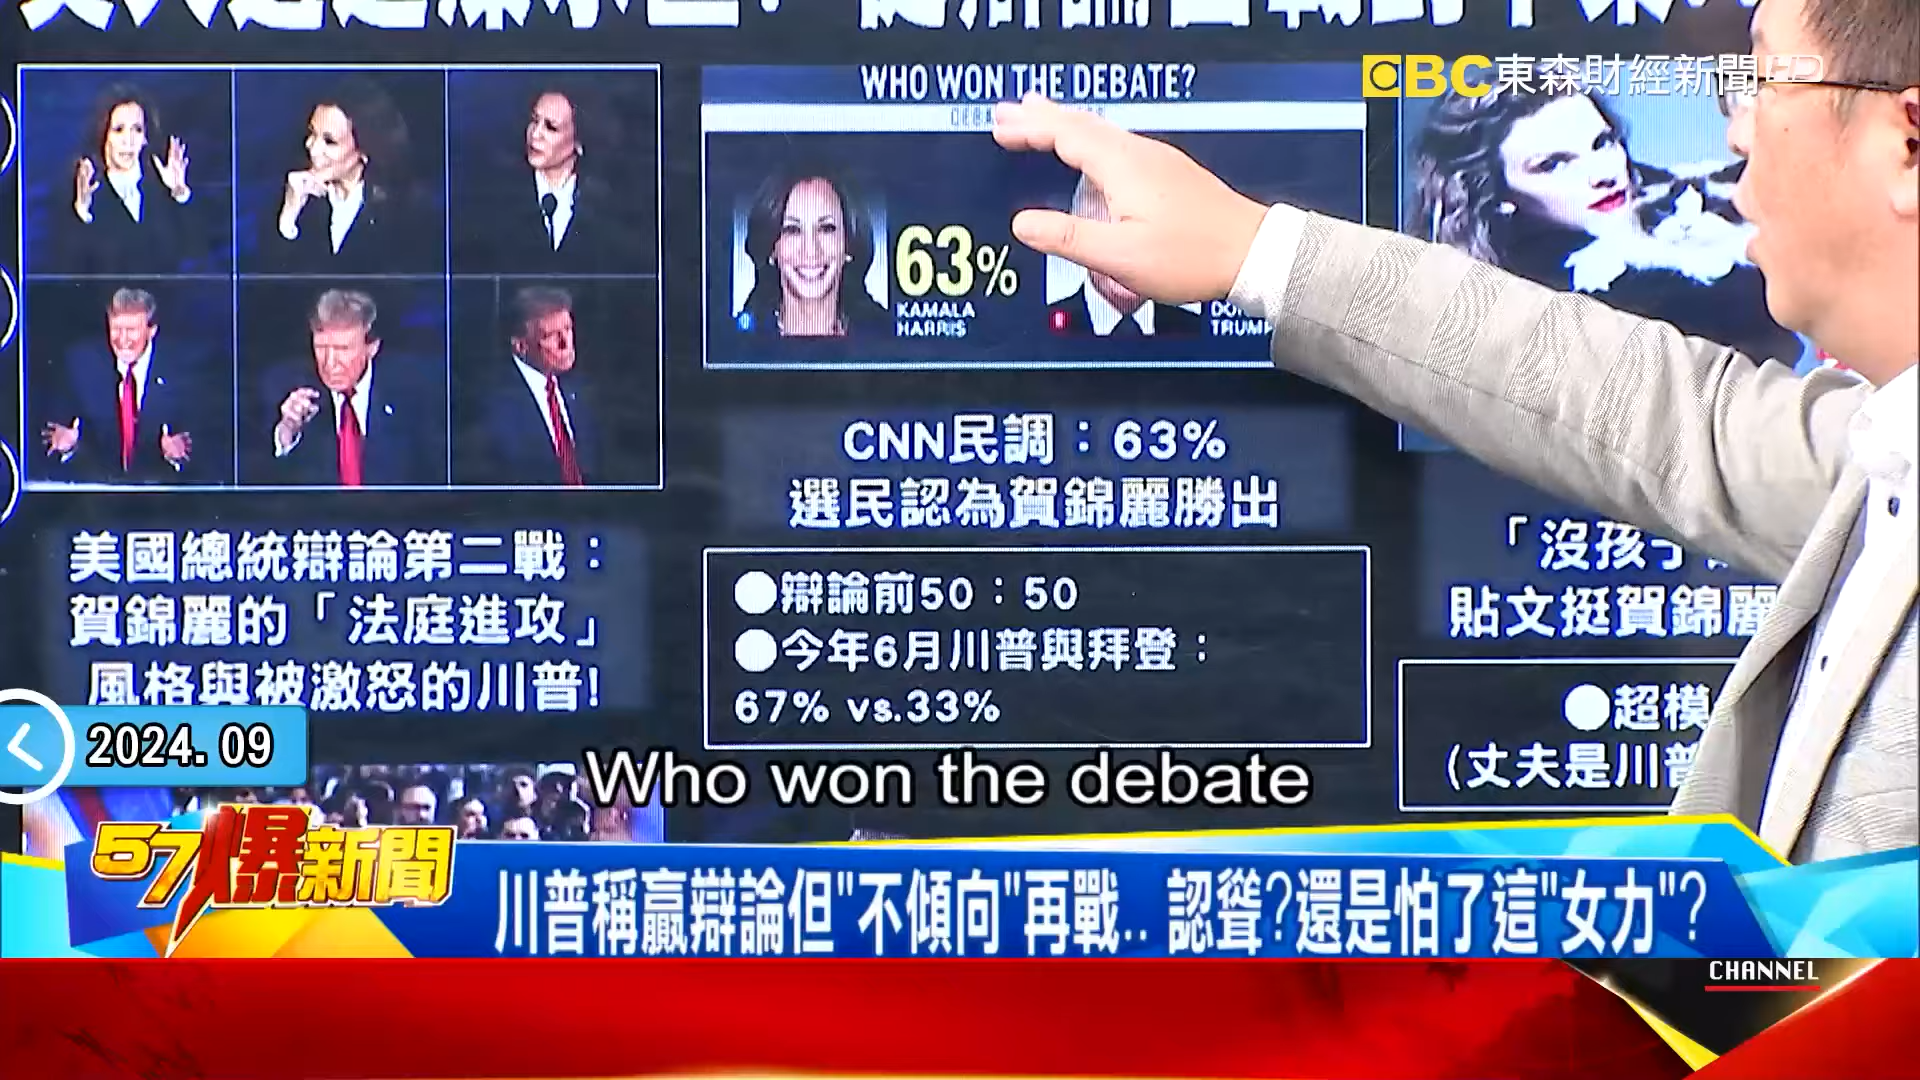 EBC東森財經新聞HD
WHO WON THE DEBATE?
63%
KAMALA
HARRIS
TRUMP
CNN民調：63%
選民認為賀錦麗勝出
美國總統辯論第二戰：
賀錦麗的「法庭進攻」
風格與被激怒的川普!
●辯論前50：50
●今年6月川普與拜登：
67% vs.33%
「沒孩子
貼文挺賀錦麗
●超模
(丈夫是川普
2024.09
Who won the debate
57爆新聞
川普稱贏辯論但"不傾向"再戰.. 認聳?還是怕了這"女力"?
CHANNEL